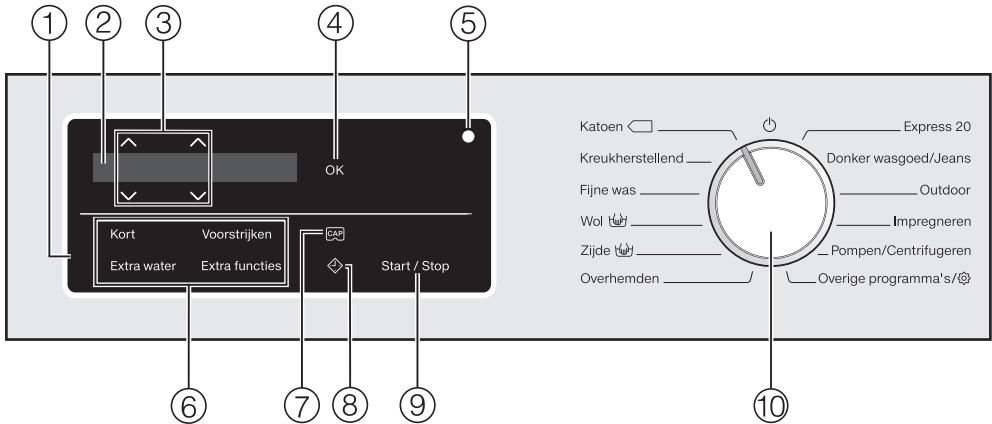 ① ② ③ ④ ⑤
OK
Kort Voorstrijken
Extra water Extra functies
CAP
Start / Stop
⑥ ⑦ ⑧ ⑨
Katoen
Kreukherstellend
Fijne was
Wol
Zijde
Overhemden
Express 20
Donker wasgoed/Jeans
Outdoor
Impregneren
Pompen/Centrifugeren
Overige programma's/
⑩